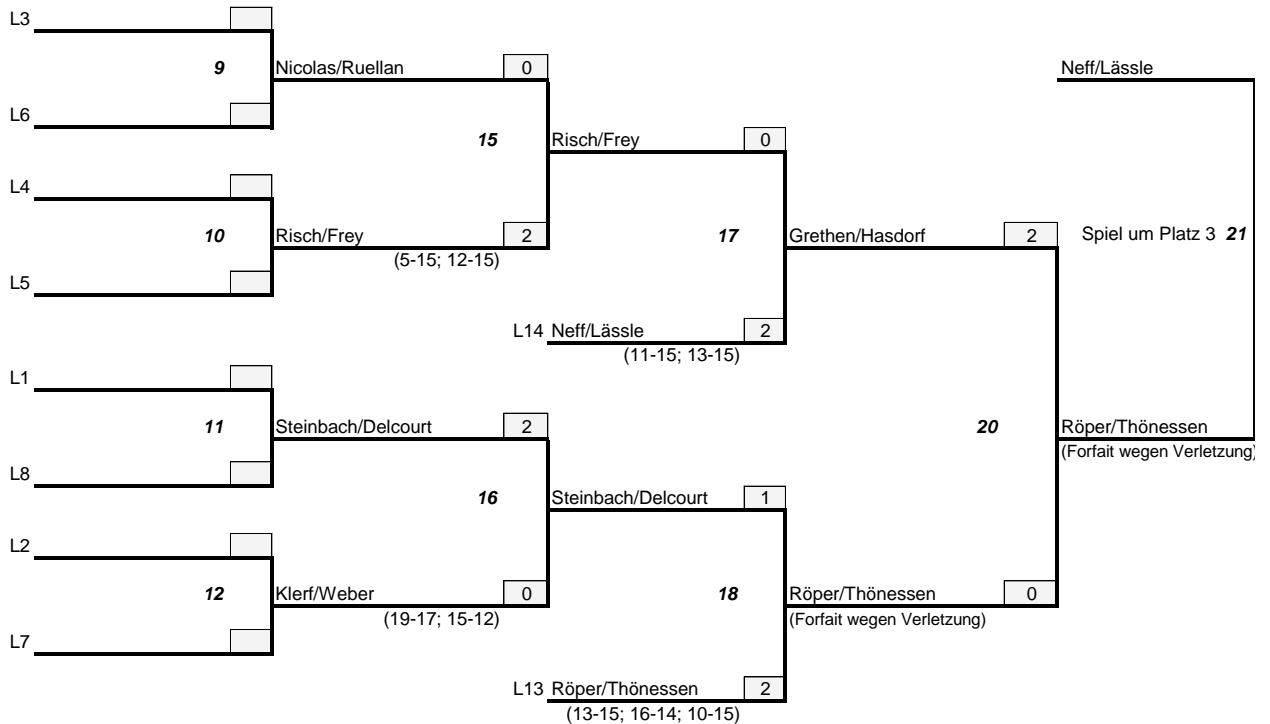 L3
9 Nicolas/Ruellan 0 Neff/Lässle
L6
15 Risch/Frey 0
L4
10 Risch/Frey 2 17 Grethen/Hasdorf 2 Spiel um Platz 3 21
(5-15; 12-15)
L5
L14 Neff/Lässle 2
(11-15; 13-15)
L1
11 Steinbach/Delcourt 2 20 Röper/Thönessen
(Forfait wegen Verletzung)
L8
16 Steinbach/Delcourt 1
L2
12 Klerf/Weber 0 18 Röper/Thönessen 0
(19-17; 15-12) (Forfait wegen Verletzung)
L7
L13 Röper/Thönessen 2
(13-15; 16-14; 10-15)